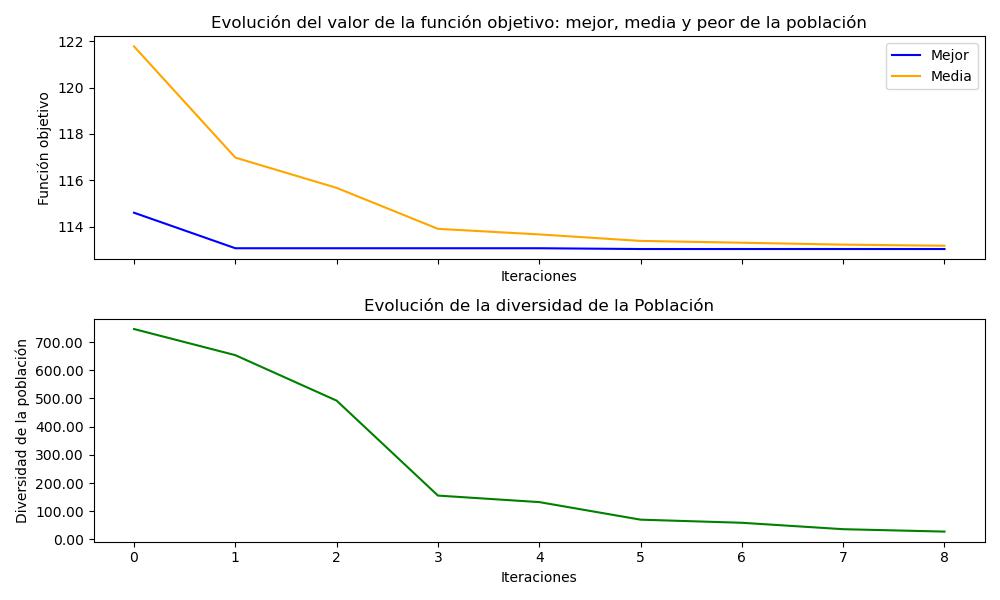 Evolución del valor de la función objetivo: mejor, media y peor de la población
122
120
118
116
114
Función objetivo
Mejor
Media
Iteraciones
Evolución de la diversidad de la Población
700.00
600.00
500.00
400.00
300.00
200.00
100.00
0.00
Diversidad de la población
0 1 2 3 4 5 6 7 8
Iteraciones